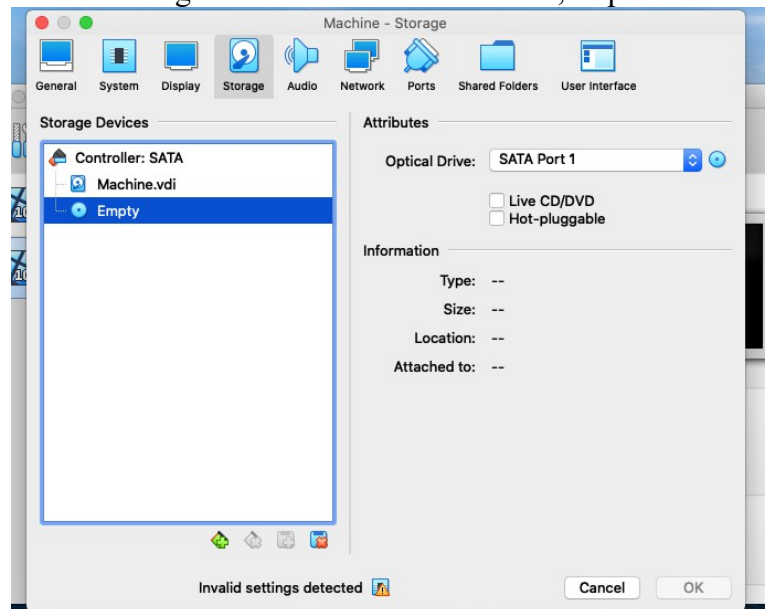 Machine - Storage
General System Display Storage Audio Network Ports Shared Folders User Interface
Storage Devices
Controller: SATA
Machine.vdi
Empty
Attributes
Optical Drive: SATA Port 1
Live CD/DVD
Hot-pluggable
Information
Type: --
Size: --
Location: --
Attached to: --
Invalid settings detected
Cancel OK